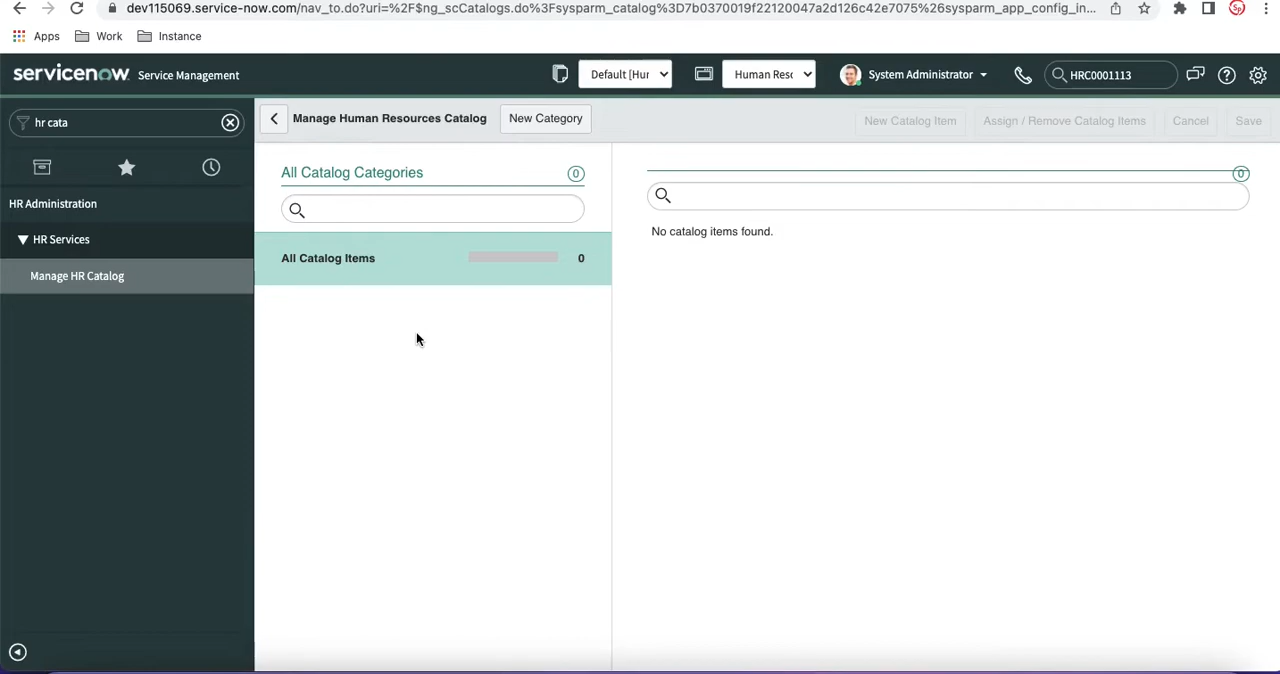 dev115069.service-now.com/nav_to.do?uri=%2F$ng_scCatalogs.do%3Fsysparm_catalog%3D7b0370019f22120047a2d126c42e7075%26sysparm_app_config_in...
Apps Work Instance
servicenow Service Management Default [Hur Human Resc System Administrator HRC0001113
hr cata
Manage Human Resources Catalog New Category New Catalog Item Assign / Remove Catalog Items Cancel Save
HR Administration
HR Services
Manage HR Catalog
All Catalog Categories 0
All Catalog Items 0
0
No catalog items found.